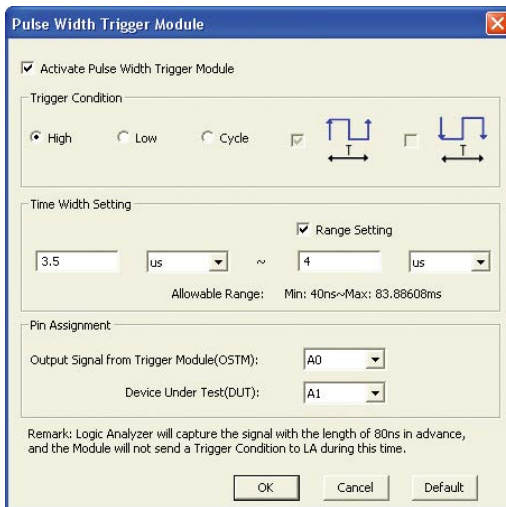 Pulse Width Trigger Module
Activate Pulse Width Trigger Module
Trigger Condition
High Low Cycle T T
Time Width Setting
Range Setting
3.5 us ~ 4 us
Allowable Range: Min: 40ns~Max: 83.88608ms
Pin Assignment
Output Signal from Trigger Module(OSTM): A0
Device Under Test(DUT): A1
Remark: Logic Analyzer will capture the signal with the length of 80ns in advance,
and the Module will not send a Trigger Condition to LA during this time.
OK Cancel Default